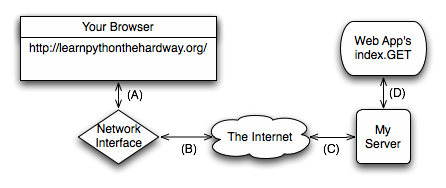 Your Browser
http://learnpythonthehardway.org/
(A)
Network
Interface
(B)
The Internet
(C)
My
Server
(D)
Web App's
index.GET